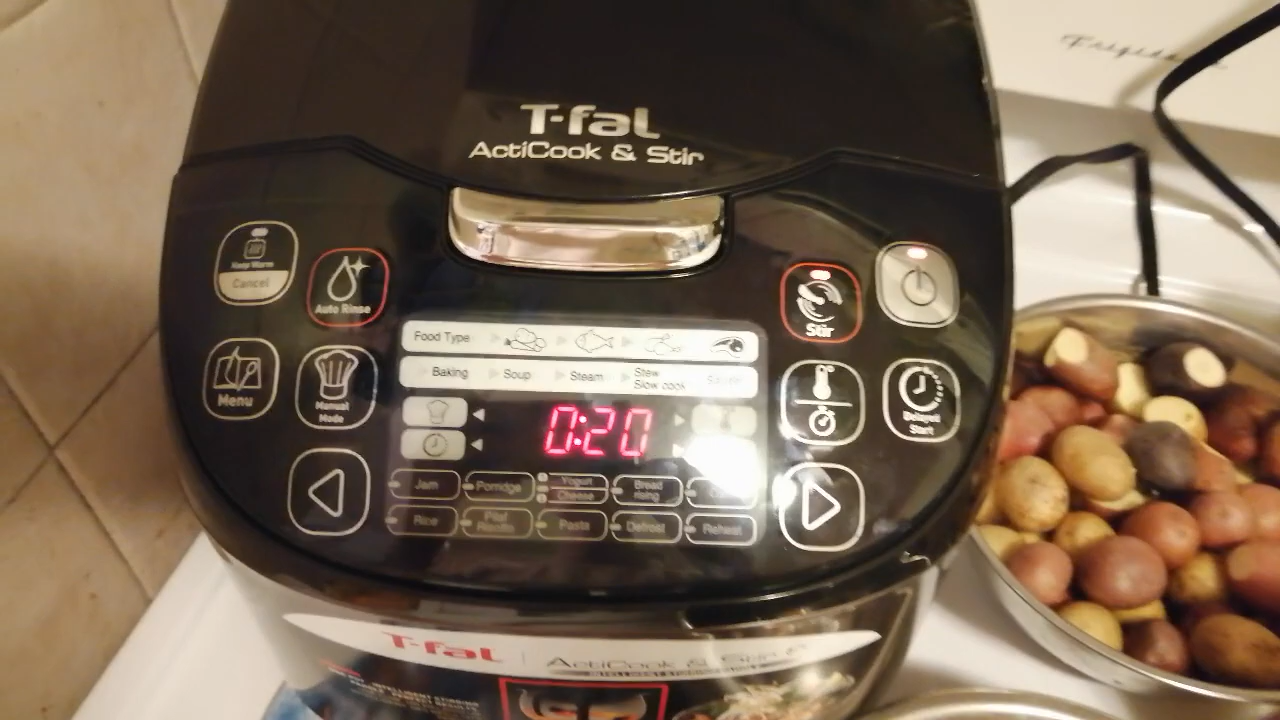 T-fal
ActiCook & Stir
Frigidaire
Keep Warm
Cancel
Auto Rinse
Stir
Food Type
Baking Soup Steam Stew
Slow cook
Menu
Manual
Mode
0:20
Delayed
Start
Jam Porridge Yogurt
Cheese Bread
rising
Rice Pilaf
Risotto Pasta Defrost Reheat
T-fal ActiCook & Stir